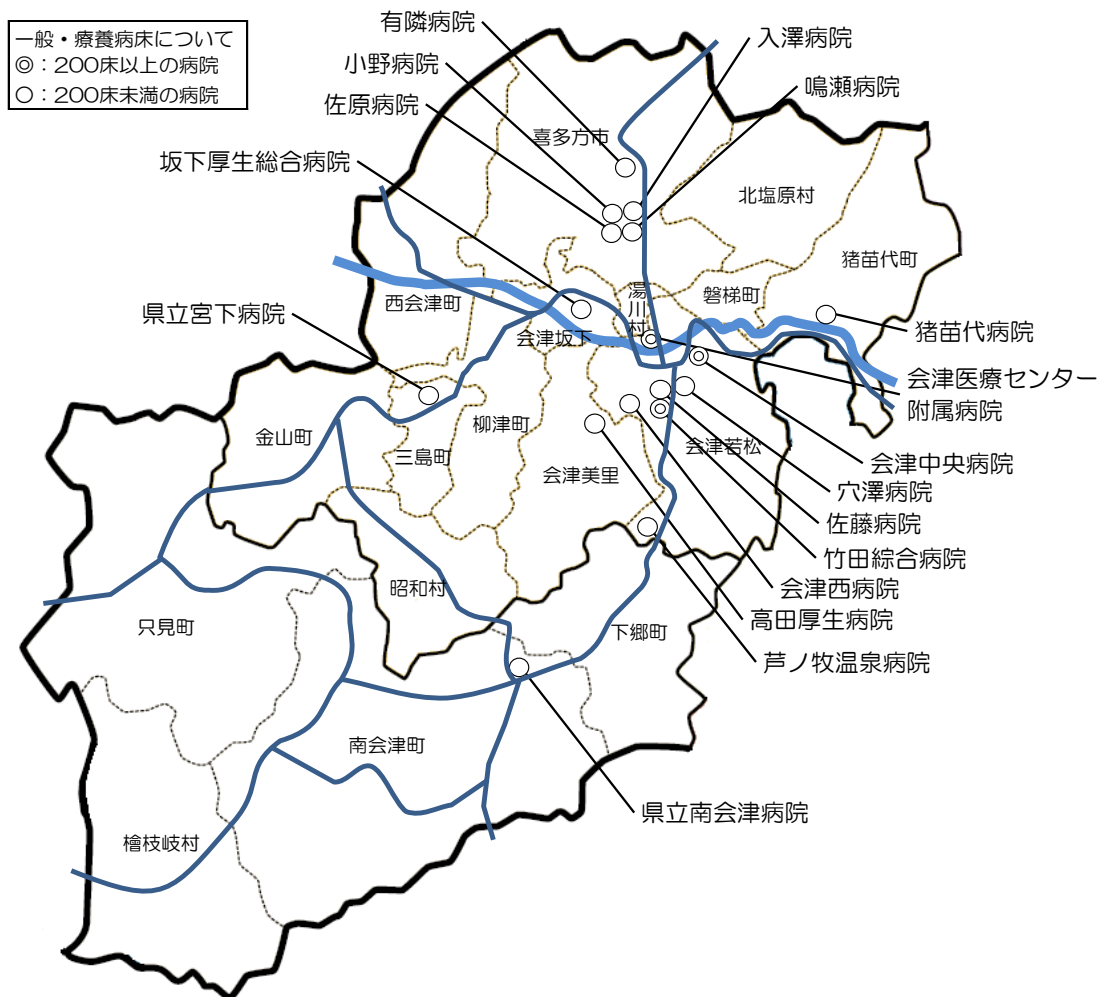 一般・療養病床について
◎：200床以上の病院
○：200床未満の病院
有隣病院
入澤病院
小野病院
鳴瀬病院
佐原病院
喜多方市
坂下厚生総合病院
北塩原村
猪苗代町
西会津町
湯川村
磐梯町
県立宮下病院
会津坂下
猪苗代病院
会津医療センター
附属病院
金山町
柳津町
三島町
会津若松
会津美里
会津中央病院
穴澤病院
佐藤病院
竹田綜合病院
会津西病院
昭和村
高田厚生病院
只見町
下郷町
芦ノ牧温泉病院
南会津町
県立南会津病院
檜枝岐村